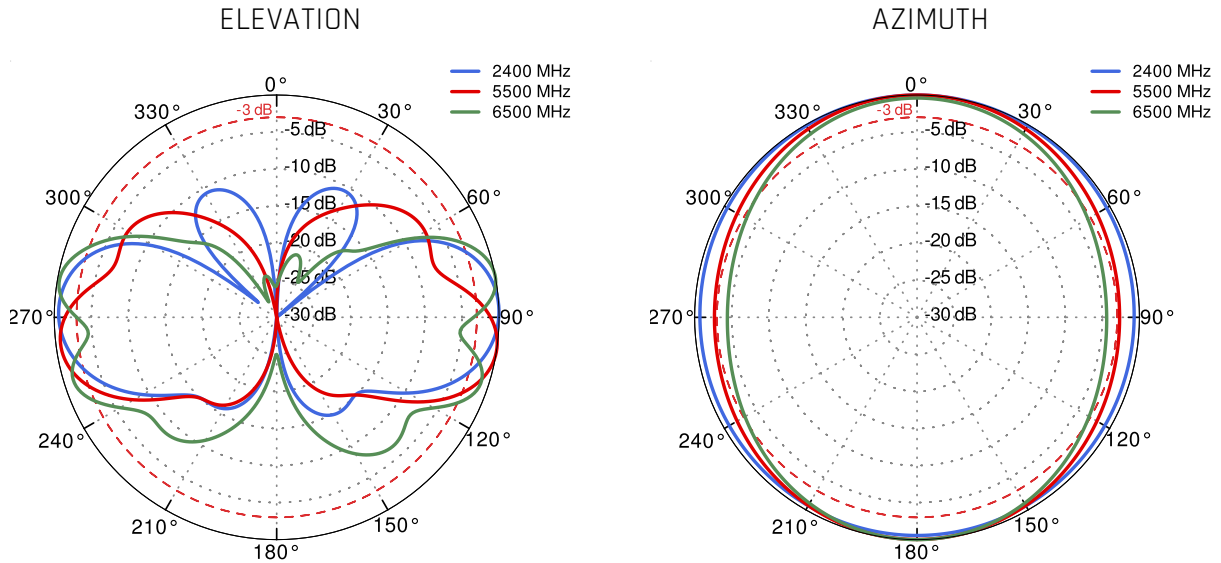 ELEVATION
2400 MHz
5500 MHz
6500 MHz
0°
-3 dB
330°
30°
-5 dB
-10 dB
300°
60°
-15 dB
-20 dB
-25 dB
270°
-30 dB
90°
240°
120°
210°
150°
180°
AZIMUTH
2400 MHz
5500 MHz
6500 MHz
0°
-3 dB
330°
30°
-5 dB
-10 dB
300°
60°
-15 dB
-20 dB
-25 dB
270°
-30 dB
90°
240°
120°
210°
150°
180°